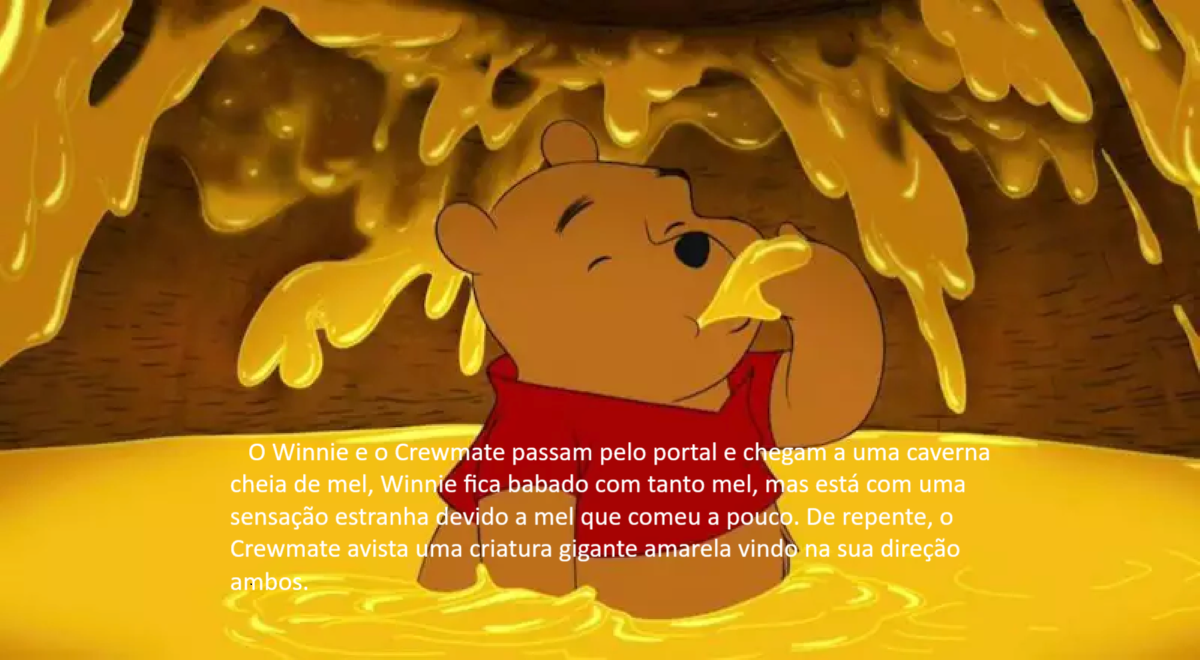 O Winnie e o Crewmate passam pelo portal e chegam a uma caverna
cheia de mel, Winnie fica babado com tanto mel, mas está com uma
sensação estranha devido a mel que comeu a pouco. De repente, o
Crewmate avista uma criatura gigante amarela vindo na sua direção
ambos.